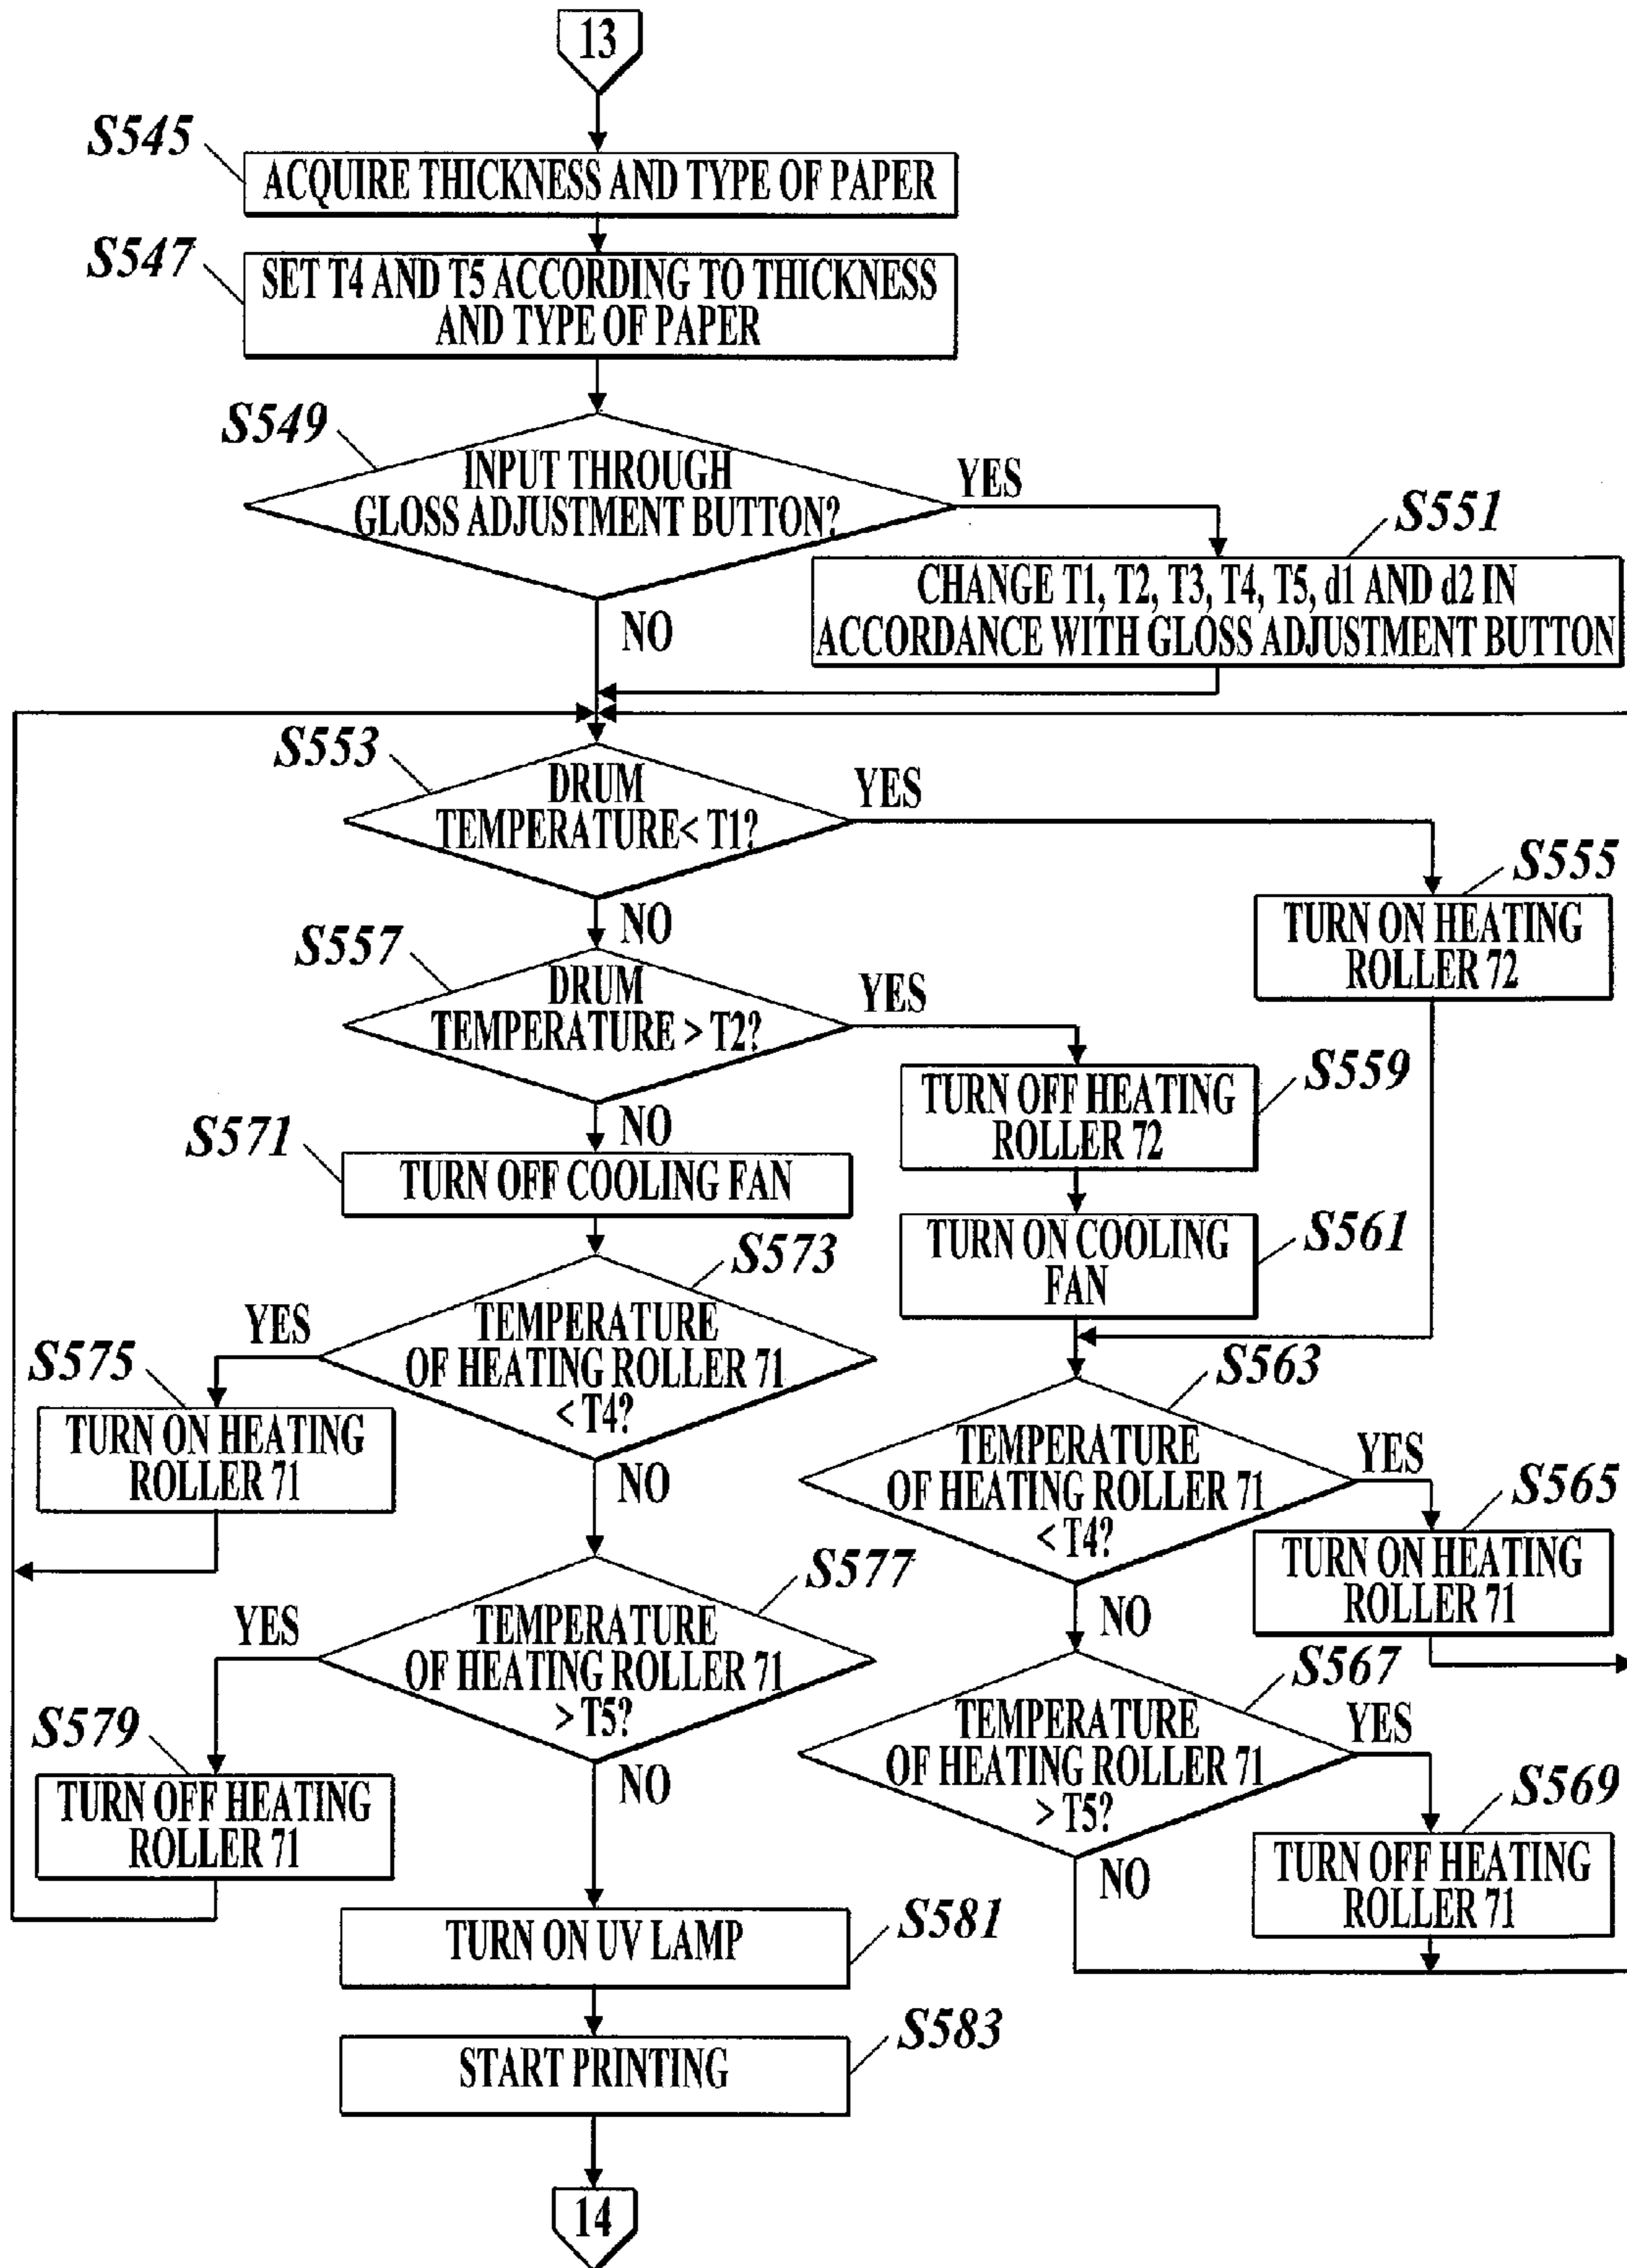 13
S545
ACQUIRE THICKNESS AND TYPE OF PAPER
S547
SET T4 AND T5 ACCORDING TO THICKNESS
AND TYPE OF PAPER
S549
INPUT THROUGH
GLOSS ADJUSTMENT BUTTON?
YES
NO
S551
CHANGE T1, T2, T3, T4, T5, d1 AND d2 IN
ACCORDANCE WITH GLOSS ADJUSTMENT BUTTON
S553
DRUM
TEMPERATURE< T1?
YES
NO
S555
TURN ON HEATING
ROLLER 72
S557
DRUM
TEMPERATURE > T2?
YES
NO
S559
TURN OFF HEATING
ROLLER 72
S571
TURN OFF COOLING FAN
S561
TURN ON COOLING
FAN
S573
TEMPERATURE
OF HEATING ROLLER 71
< T4?
YES
NO
S575
TURN ON HEATING
ROLLER 71
S563
TEMPERATURE
OF HEATING ROLLER 71
< T4?
YES
NO
S565
TURN ON HEATING
ROLLER 71
S577
TEMPERATURE
OF HEATING ROLLER 71
> T5?
YES
NO
S579
TURN OFF HEATING
ROLLER 71
S567
TEMPERATURE
OF HEATING ROLLER 71
> T5?
YES
NO
S569
TURN OFF HEATING
ROLLER 71
S581
TURN ON UV LAMP
S583
START PRINTING
14